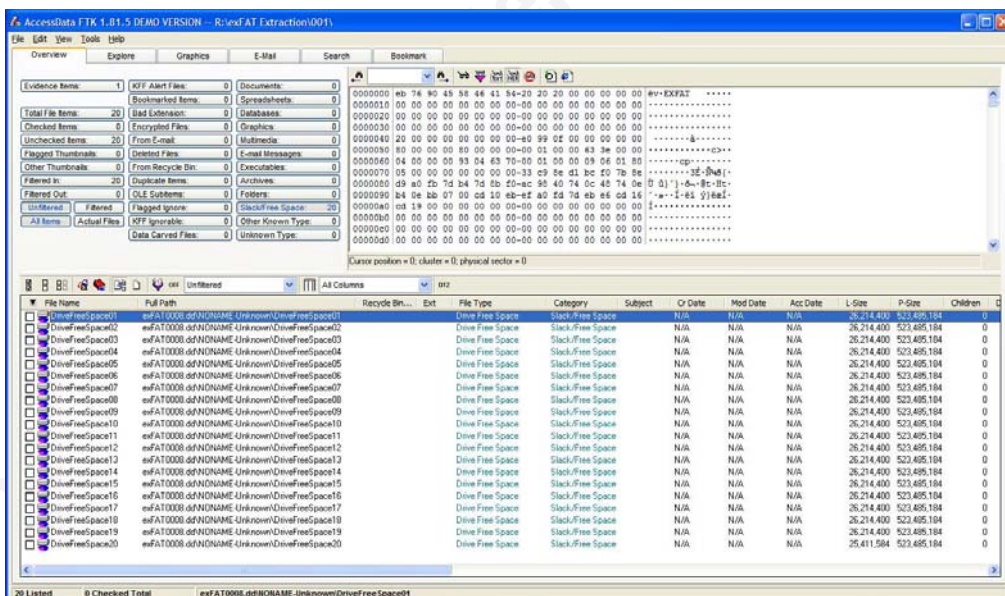 AccessData FTK 1.81.5 DEMO VERSION -- R:\exFAT Extraction\001\
File Edit View Tools Help
Overview Explore Graphics E-Mail Search Bookmark
Evidence Items: 1 KFF Alert Files: 0 Documents: 0
Bookmarked Items: 0 Spreadsheets: 0
Total File Items: 20 Bad Extension: 0 Databases: 0
Checked Items: 0 Encrypted Files: 0 Graphics: 0
Unchecked Items: 20 From E-mail: 0 Multimedia: 0
Flagged Thumbnails: 0 Deleted Files: 0 E-mail Messages: 0
Other Thumbnails: 0 From Recycle Bin: 0 Executables: 0
Filtered In: 20 Duplicate Items: 0 Archives: 0
Filtered Out: 0 OLE Subitems: 0 Folders: 0
Unfiltered Filtered Flagged Ignore: 0 Slack/Free Space: 20
All Items Actual Files KFF Ignorable: 0 Other Known Type: 0
Data Carved Files: 0 Unknown Type: 0
0000000 eb 76 90 45 58 46 41 54-20 20 20 00 00 00 00 00
0000010 00 00 00 00 00 00 00 00-00 00 00 00 00 00 00 00
0000020 00 00 00 00 00 00 00 00-00 00 00 00 00 00 00 00
0000030 00 00 00 00 00 00 00 00-00 00 00 00 00 00 00 00
Cursor position = 0; cluster = 0; physical sector = 0
OFF Unfiltered All Columns
File Name Full Path Recycle Bin... Ext File Type Category Subject Cr Date Mod Date Acc Date L-Size P-Size Children
DriveFreeSpace01 exFAT0008.dd\NONAME-Unknown\DriveFreeSpace01 Drive Free Space Slack/Free Space N/A N/A N/A 26,214,400 523,485,184 0
DriveFreeSpace02 exFAT0008.dd\NONAME-Unknown\DriveFreeSpace02 Drive Free Space Slack/Free Space N/A N/A N/A 26,214,400 523,485,184 0
DriveFreeSpace03 exFAT0008.dd\NONAME-Unknown\DriveFreeSpace03 Drive Free Space Slack/Free Space N/A N/A N/A 26,214,400 523,485,184 0
DriveFreeSpace04 exFAT0008.dd\NONAME-Unknown\DriveFreeSpace04 Drive Free Space Slack/Free Space N/A N/A N/A 26,214,400 523,485,184 0
DriveFreeSpace05 exFAT0008.dd\NONAME-Unknown\DriveFreeSpace05 Drive Free Space Slack/Free Space N/A N/A N/A 26,214,400 523,485,184 0
DriveFreeSpace06 exFAT0008.dd\NONAME-Unknown\DriveFreeSpace06 Drive Free Space Slack/Free Space N/A N/A N/A 26,214,400 523,485,184 0
DriveFreeSpace07 exFAT0008.dd\NONAME-Unknown\DriveFreeSpace07 Drive Free Space Slack/Free Space N/A N/A N/A 26,214,400 523,485,184 0
DriveFreeSpace08 exFAT0008.dd\NONAME-Unknown\DriveFreeSpace08 Drive Free Space Slack/Free Space N/A N/A N/A 26,214,400 523,485,184 0
DriveFreeSpace09 exFAT0008.dd\NONAME-Unknown\DriveFreeSpace09 Drive Free Space Slack/Free Space N/A N/A N/A 26,214,400 523,485,184 0
DriveFreeSpace10 exFAT0008.dd\NONAME-Unknown\DriveFreeSpace10 Drive Free Space Slack/Free Space N/A N/A N/A 26,214,400 523,485,184 0
DriveFreeSpace11 exFAT0008.dd\NONAME-Unknown\DriveFreeSpace11 Drive Free Space Slack/Free Space N/A N/A N/A 26,214,400 523,485,184 0
DriveFreeSpace12 exFAT0008.dd\NONAME-Unknown\DriveFreeSpace12 Drive Free Space Slack/Free Space N/A N/A N/A 26,214,400 523,485,184 0
DriveFreeSpace13 exFAT0008.dd\NONAME-Unknown\DriveFreeSpace13 Drive Free Space Slack/Free Space N/A N/A N/A 26,214,400 523,485,184 0
DriveFreeSpace14 exFAT0008.dd\NONAME-Unknown\DriveFreeSpace14 Drive Free Space Slack/Free Space N/A N/A N/A 26,214,400 523,485,184 0
DriveFreeSpace15 exFAT0008.dd\NONAME-Unknown\DriveFreeSpace15 Drive Free Space Slack/Free Space N/A N/A N/A 26,214,400 523,485,184 0
DriveFreeSpace16 exFAT0008.dd\NONAME-Unknown\DriveFreeSpace16 Drive Free Space Slack/Free Space N/A N/A N/A 26,214,400 523,485,184 0
DriveFreeSpace17 exFAT0008.dd\NONAME-Unknown\DriveFreeSpace17 Drive Free Space Slack/Free Space N/A N/A N/A 26,214,400 523,485,184 0
DriveFreeSpace18 exFAT0008.dd\NONAME-Unknown\DriveFreeSpace18 Drive Free Space Slack/Free Space N/A N/A N/A 26,214,400 523,485,184 0
DriveFreeSpace19 exFAT0008.dd\NONAME-Unknown\DriveFreeSpace19 Drive Free Space Slack/Free Space N/A N/A N/A 26,214,400 523,485,184 0
DriveFreeSpace20 exFAT0008.dd\NONAME-Unknown\DriveFreeSpace20 Drive Free Space Slack/Free Space N/A N/A N/A 25,411,584 523,485,184 0
20 Listed 0 Checked Total exFAT0008.dd\NONAME-Unknown\DriveFreeSpace01